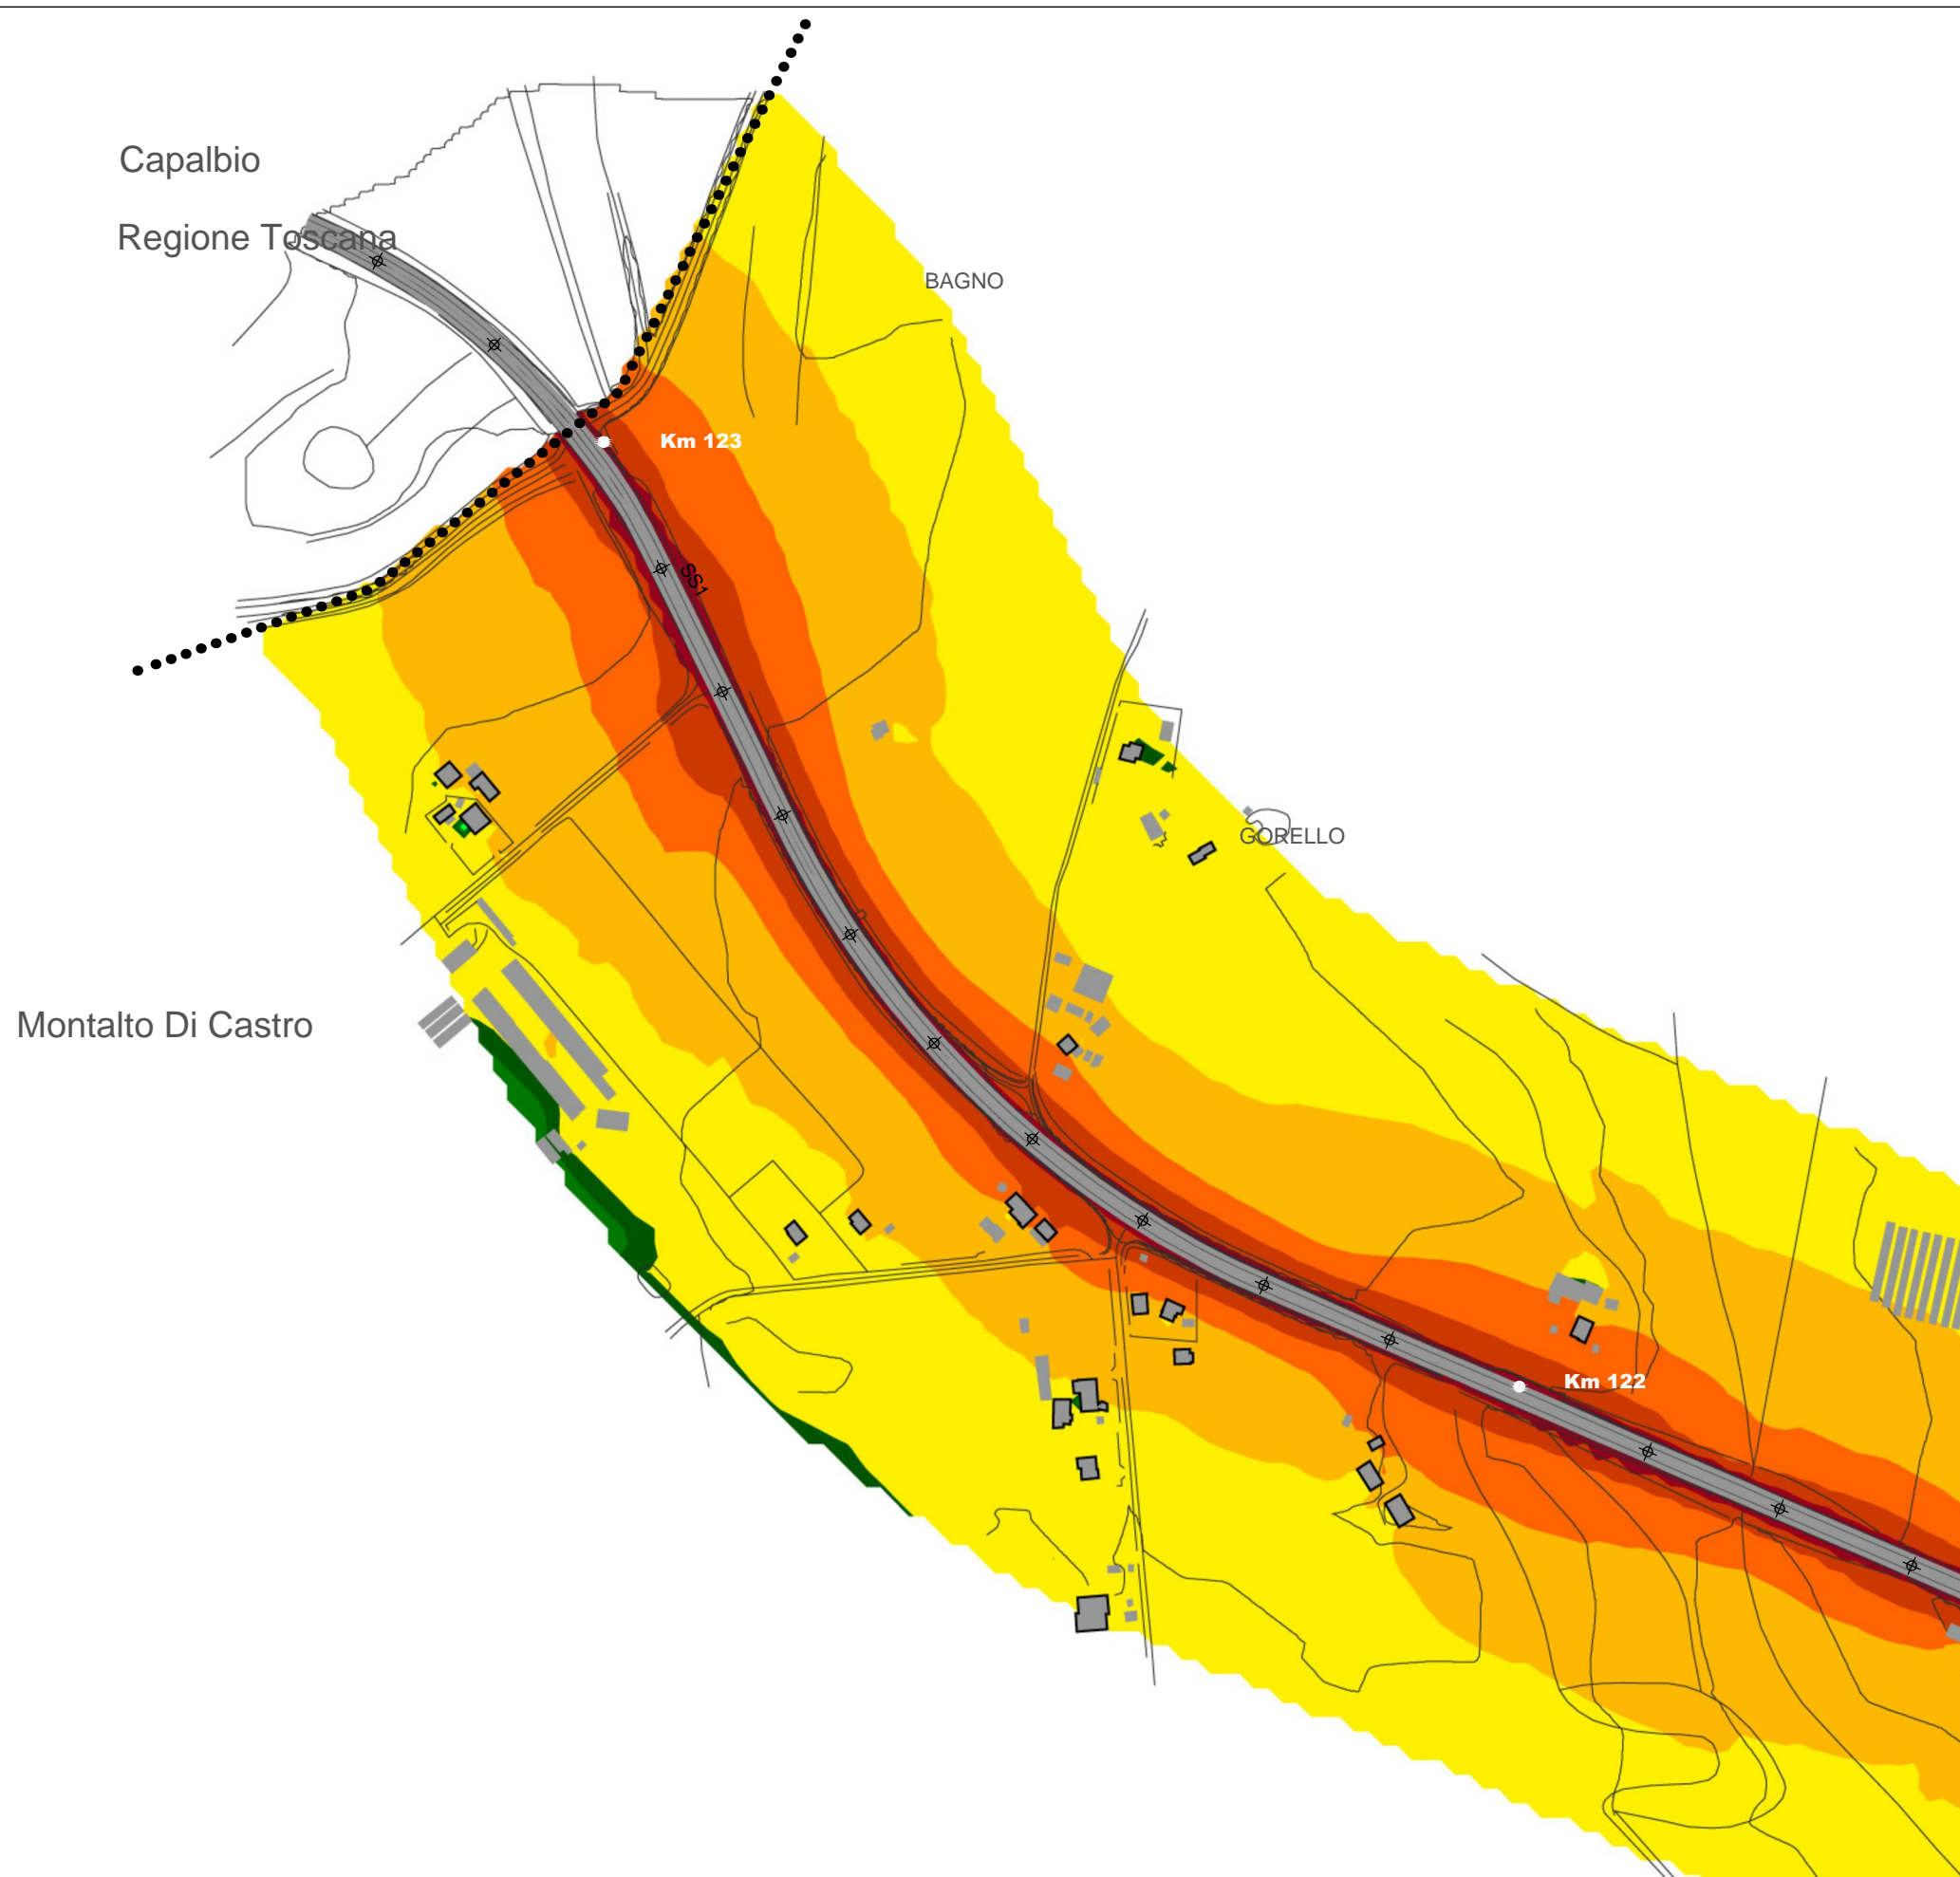 Capalbio
Regione Toscana
BAGNO
Km 123
SS1
GORELLO
Montalto Di Castro
Km 122